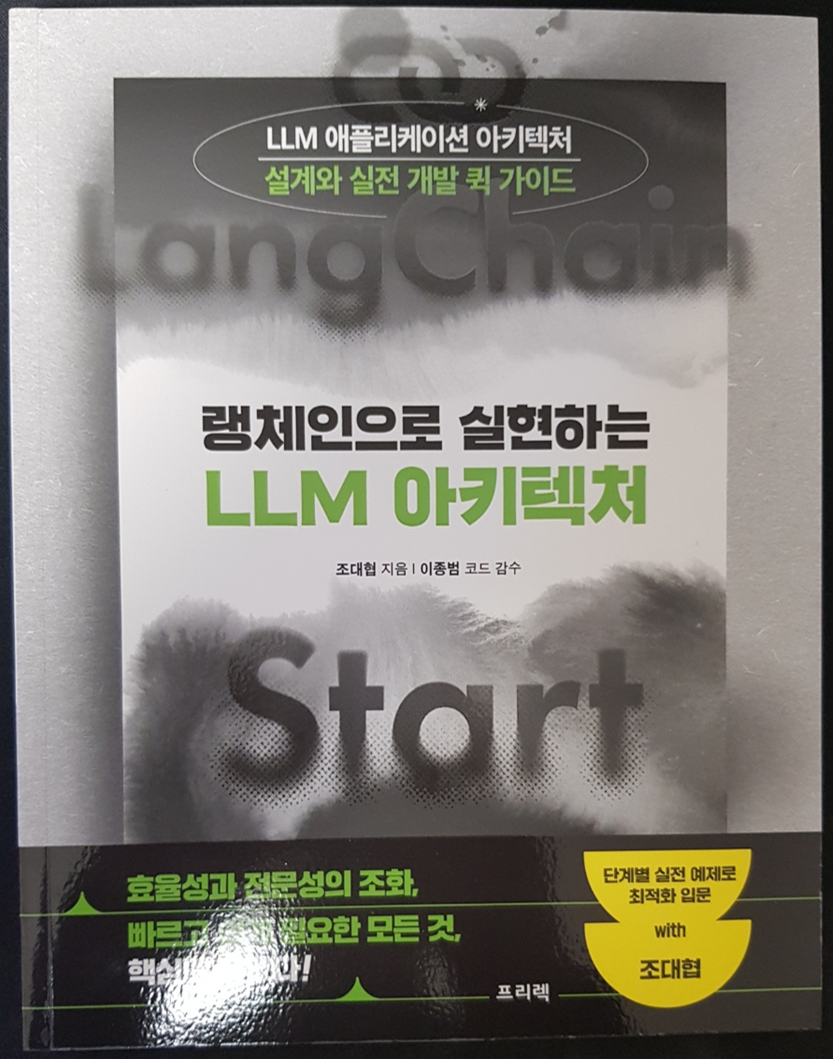 LLM 애플리케이션 아키텍처
설계와 실전 개발 퀵 가이드
LangChain
랭체인으로 실현하는
LLM 아키텍처
조대협 지음 | 이종범 코드 감수
Start
효율성과 전문성의 조화,
빠르고 필요한 모든 것,
단계별 실전 예제로
최적화 입문
with
조대협
프리렉